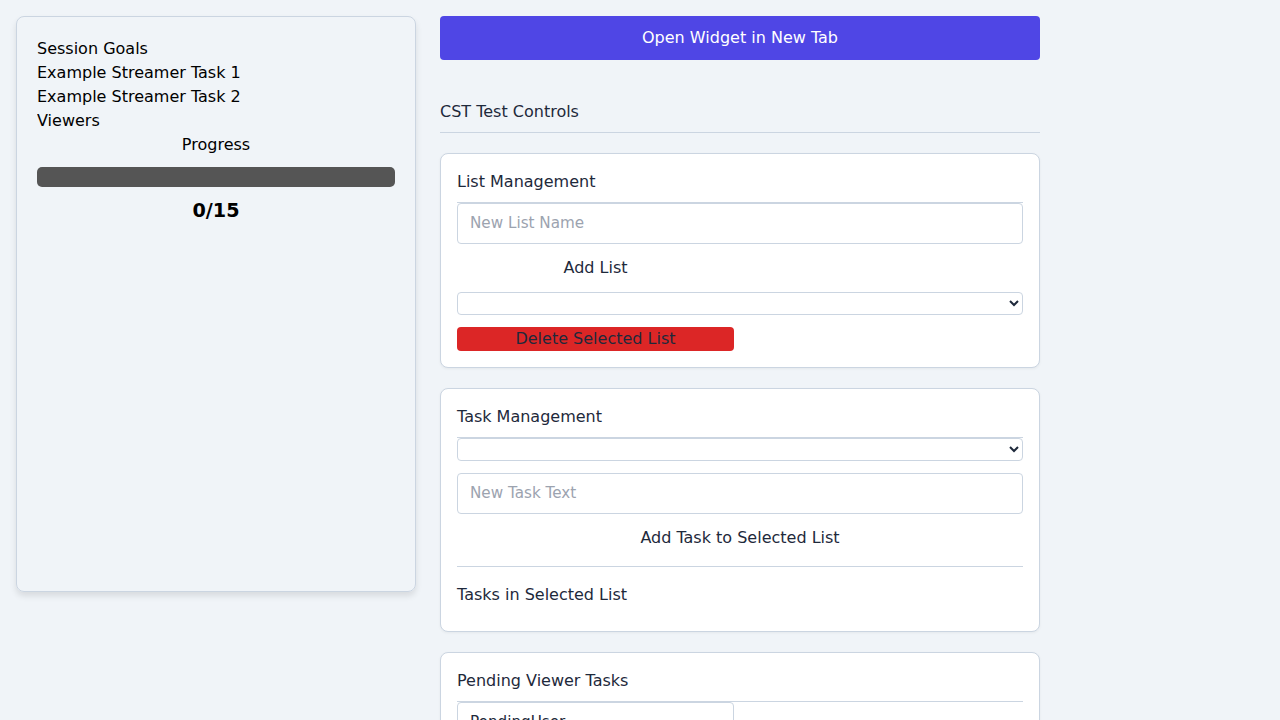 Session Goals
Example Streamer Task 1
Example Streamer Task 2
Viewers
Progress
0/15
Open Widget in New Tab
CST Test Controls
List Management
New List Name
Add List
Delete Selected List
Task Management
New Task Text
Add Task to Selected List
Tasks in Selected List
Pending Viewer Tasks
PendingUser